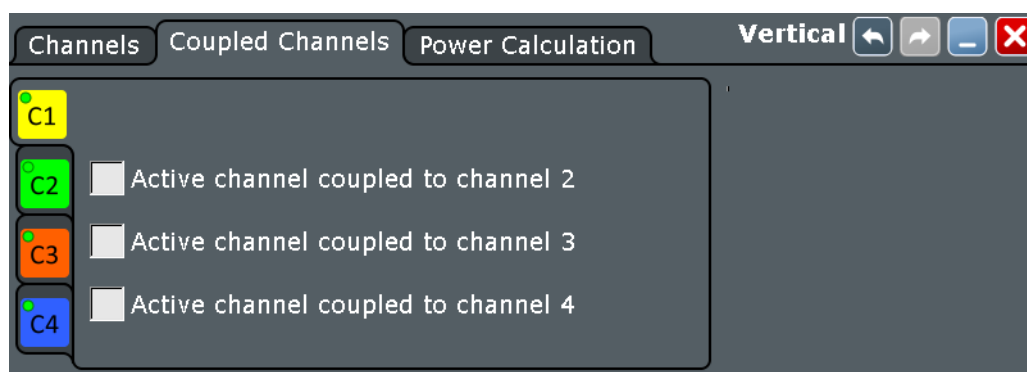 Channels Coupled Channels Power Calculation Vertical
C1
C2 Active channel coupled to channel 2
C3 Active channel coupled to channel 3
C4 Active channel coupled to channel 4